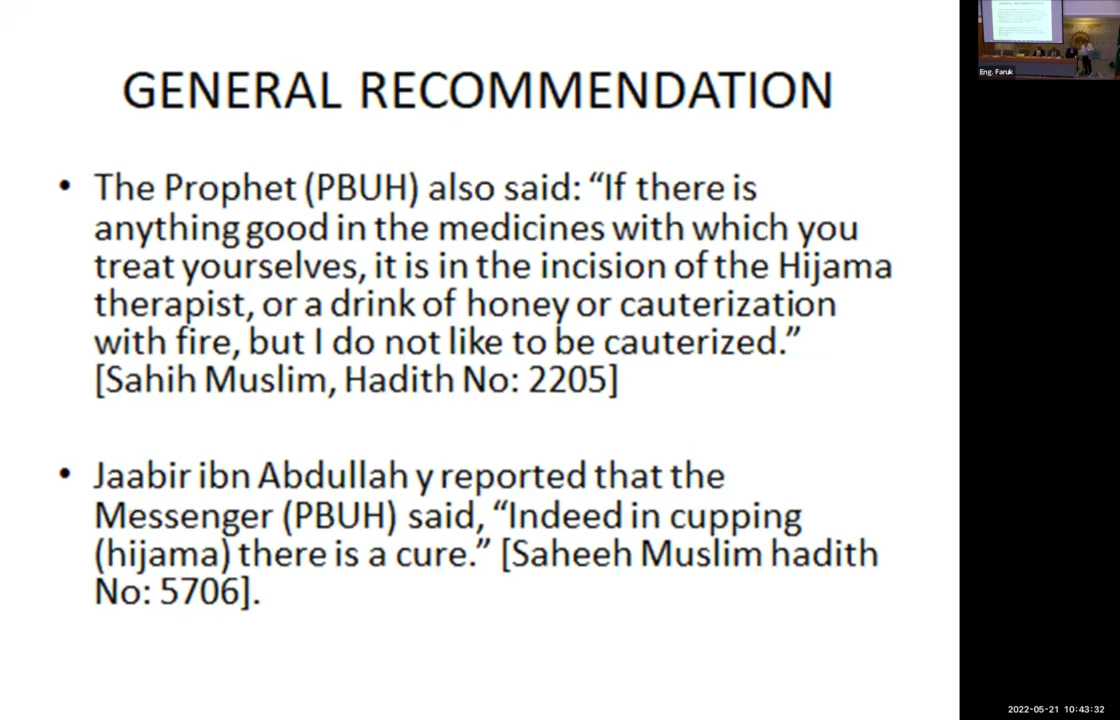 GENERAL RECOMMENDATION
• The Prophet (PBUH) also said: “If there is
anything good in the medicines with which you
treat yourselves, it is in the incision of the Hijama
therapist, or a drink of honey or cauterization
with fire, but I do not like to be cauterized.”
[Sahih Muslim, Hadith No: 2205]
• Jaabir ibn Abdullah y reported that the
Messenger (PBUH) said, “Indeed in cupping
(hijama) there is a cure.” [Saheeh Muslim hadith
No: 5706].
Eng. Faruk
2022-05-21 10:43:32